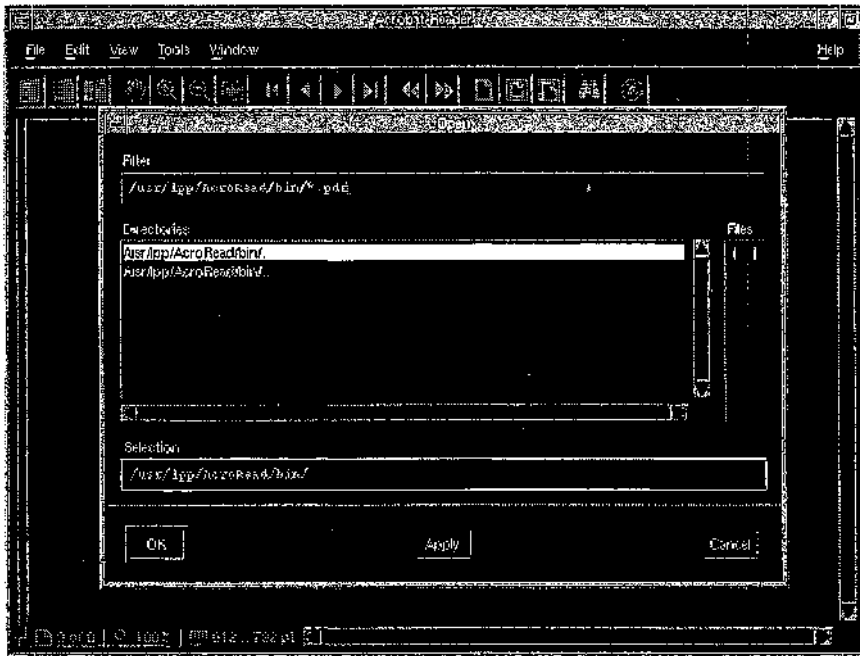 Acrobat Reader
File Edit View Tools Window Help
Open
Filter
/usr/lpp/AcroRead/bin/*.pdf
Directories Files
/usr/lpp/AcroRead/bin/.
/usr/lpp/AcroRead/bin/..
[ ]
Selection
/usr/lpp/AcroRead/bin/
OK Apply Cancel
100%